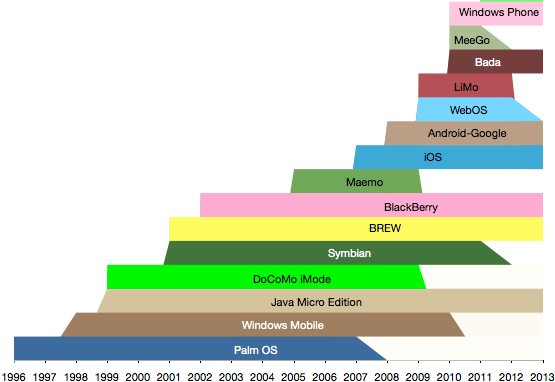 Windows Phone
MeeGo
Bada
LiMo
WebOS
Android-Google
iOS
Maemo
BlackBerry
BREW
Symbian
DoCoMo iMode
Java Micro Edition
Windows Mobile
Palm OS
1996 1997 1998 1999 2000 2001 2002 2003 2004 2005 2006 2007 2008 2009 2010 2011 2012 2013